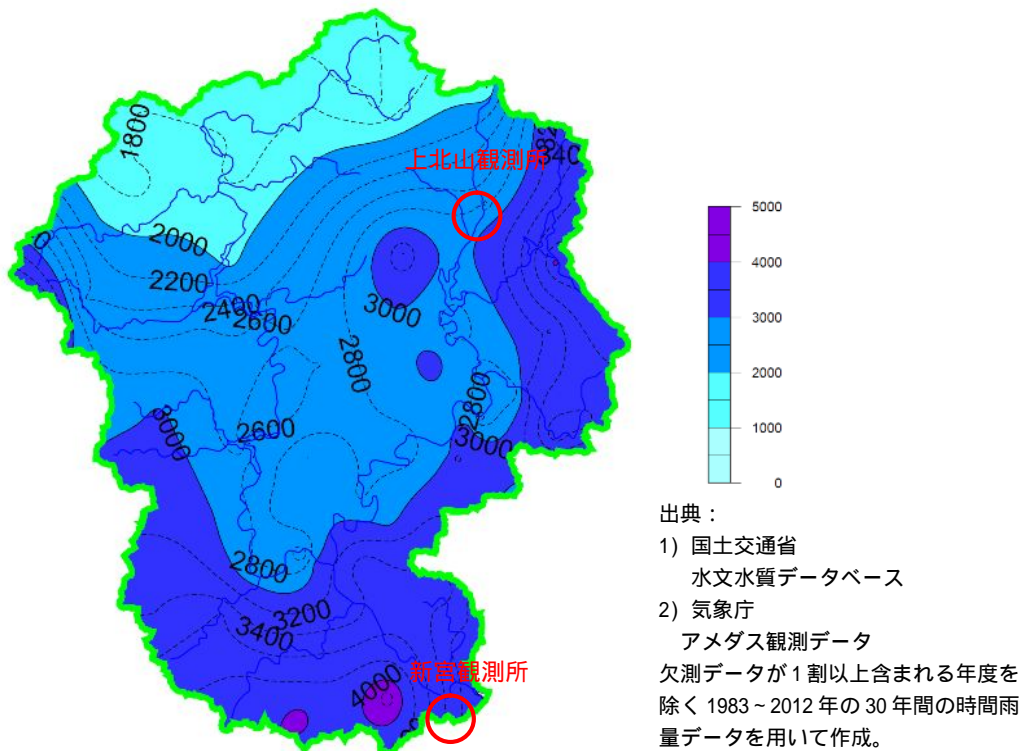 1800
上北山観測所
340
2000
2200
2400
2600
3000
2800
2800
3000
2600
3000
2800
3200
3400
新宮観測所
4000
5000
4000
3000
2000
1000
0
出典：
1) 国土交通省
水文水質データベース
2) 気象庁
アメダス観測データ
欠測データが1割以上含まれる年度を
除く1983～2012年の30年間の時間雨
量データを用いて作成。